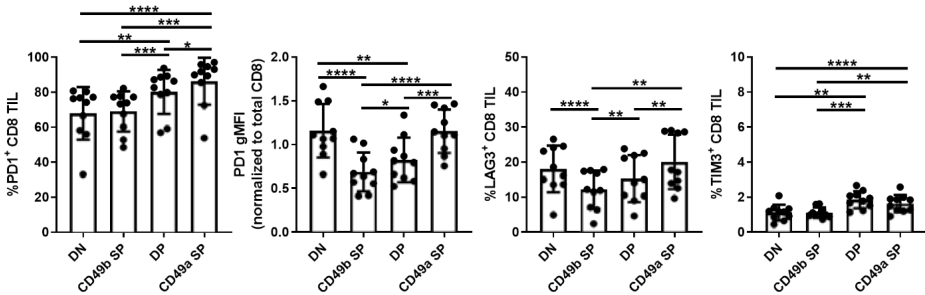 ****
***
**
*
***
100
80
60
40
20
0
%PD1⁺ CD8 TIL
DN
CD49b SP
DP
CD49a SP
**
****
****
***
*
2.0
1.5
1.0
0.5
0.0
PD1 gMFI
(normalized to total CD8)
DN
CD49b SP
DP
CD49a SP
**
****
**
**
50
40
30
20
10
0
%LAG3⁺ CD8 TIL
DN
CD49b SP
DP
CD49a SP
****
**
**
***
10
8
6
4
2
0
%TIM3⁺ CD8 TIL
DN
CD49b SP
DP
CD49a SP